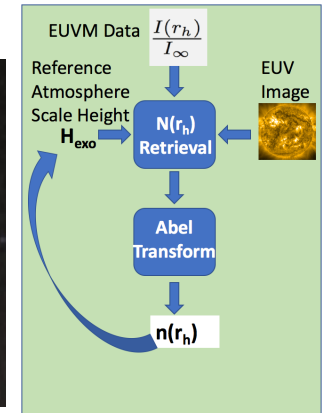 EUVM Data
I(r_h)
I_∞
Reference
Atmosphere
Scale Height
H_exo
EUV
Image
N(r_h)
Retrieval
Abel
Transform
n(r_h)